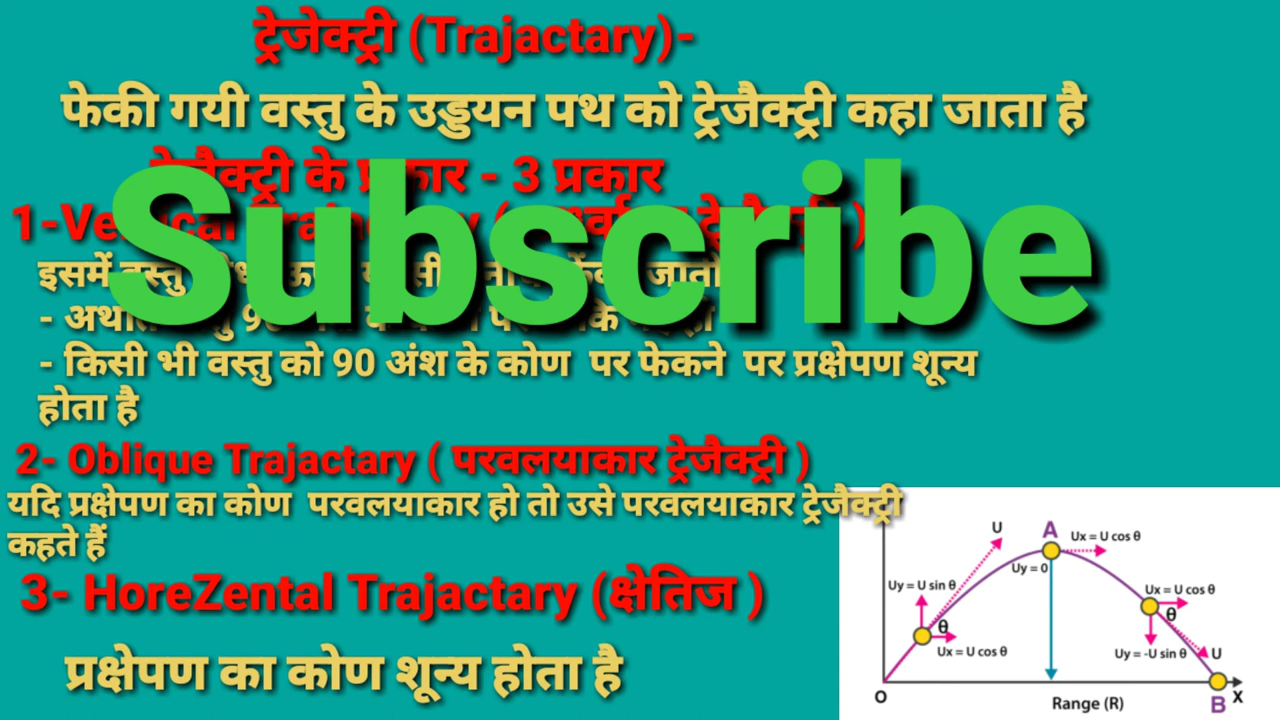 ट्रेजेक्ट्री (Trajactary)-
फेकी गयी वस्तु के उड्डयन पथ को ट्रेजैक्ट्री कहा जाता है
के प्रकार - 3 प्रकार
Subscribe
इसमें वस्तु
- किसी भी वस्तु को 90 अंश के कोण पर फेकने पर प्रक्षेपण शून्य
होता है
2- Oblique Trajactary ( परवलयाकार ट्रेजैक्ट्री )
यदि प्रक्षेपण का कोण परवलयाकार हो तो उसे परवलयाकार ट्रेजैक्ट्री
कहते हैं
3- HoreZental Trajactary (क्षेतिज )
प्रक्षेपण का कोण शून्य होता है
U
A
Ux = U cos θ
Uy = 0
Uy = U sin θ
θ
Ux = U cos θ
Ux = U cos θ
θ
Uy = -U sin θ
U
O
Range (R)
B
X